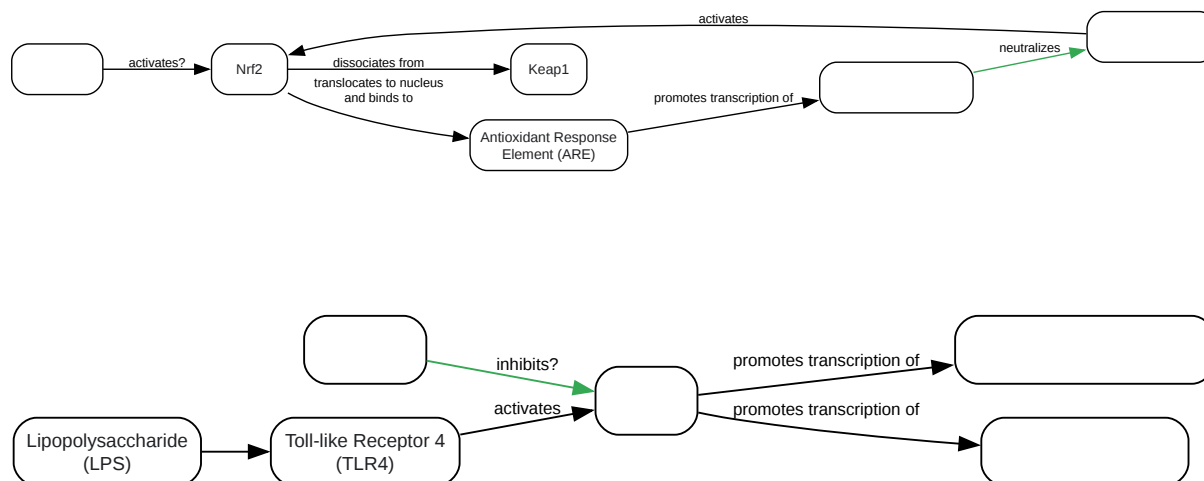 activates
neutralizes
activates?
Nrf2
dissociates from
Keap1
translocates to nucleus
and binds to
promotes transcription of
Antioxidant Response
Element (ARE)
inhibits?
promotes transcription of
activates
promotes transcription of
Lipopolysaccharide
(LPS)
Toll-like Receptor 4
(TLR4)